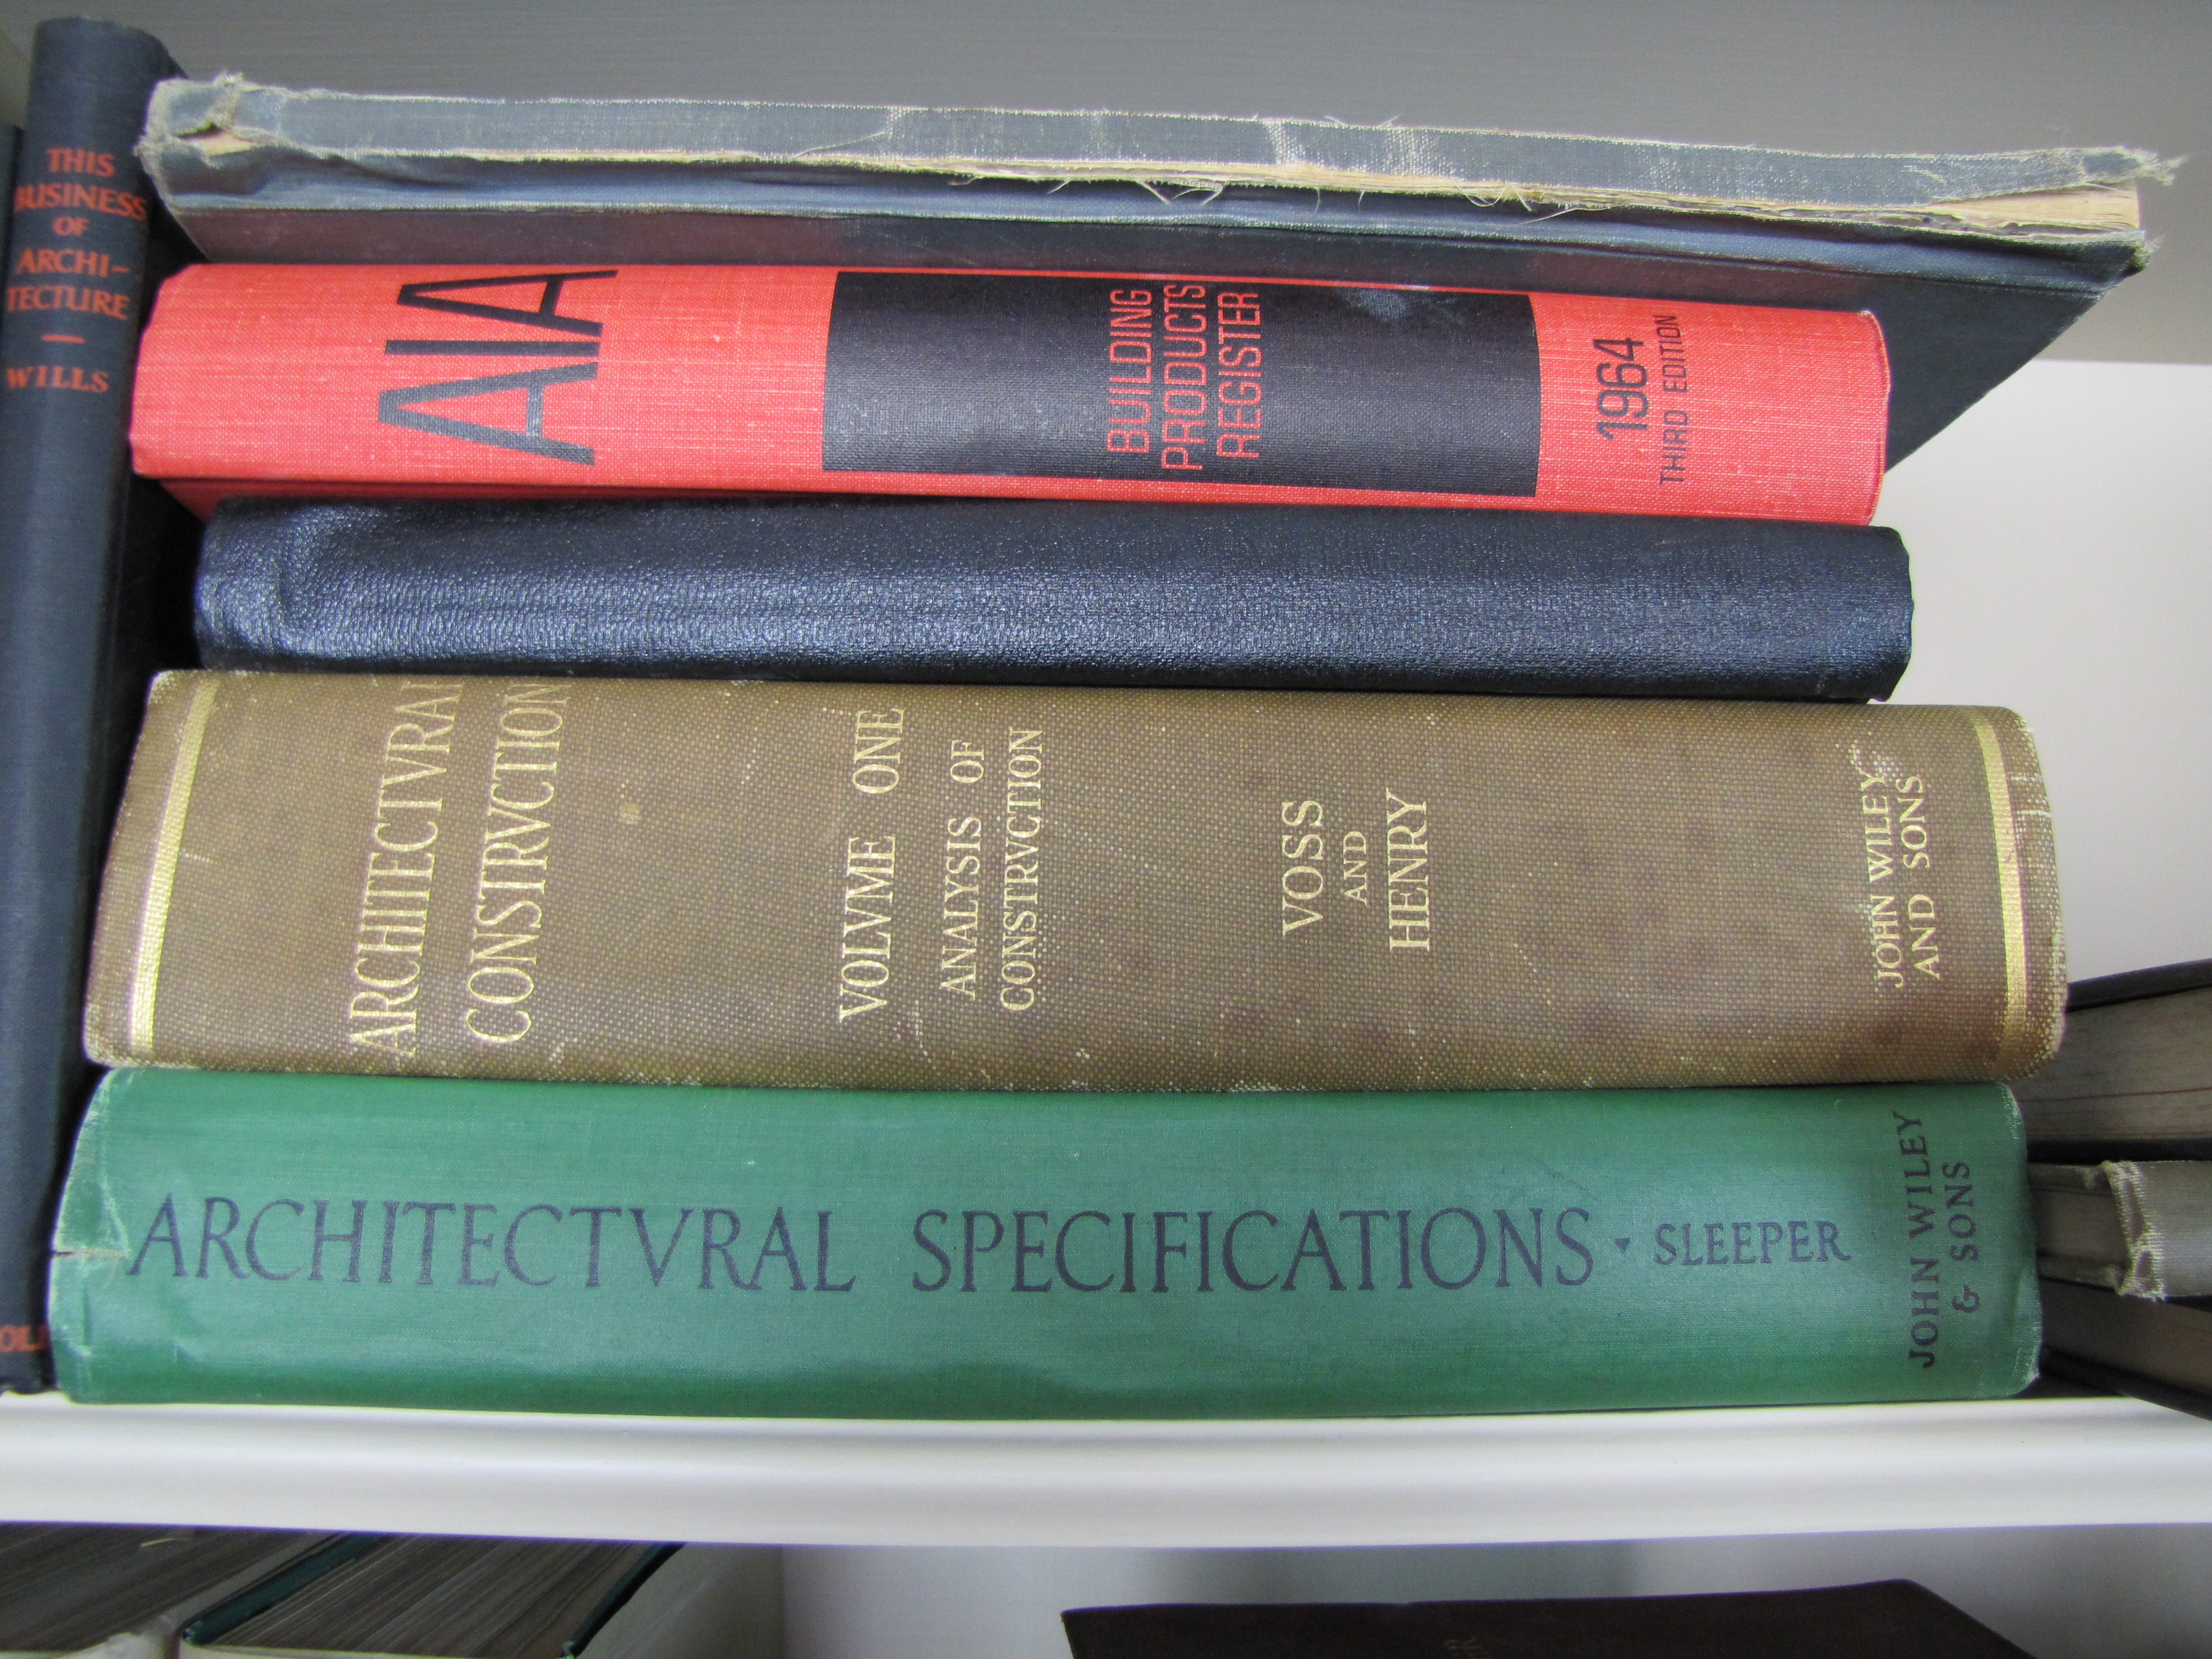 THIS
BUSINESS
OF
ARCHI-
TECTURE
WILLS
AIA
BUILDING
PRODUCTS
REGISTER
1964
THIRD EDITION
ARCHITECTVRAL
CONSTRVCTION
VOLVME ONE
ANALYSIS OF
CONSTRVCTION
VOSS
AND
HENRY
JOHN WILEY
AND SONS
ARCHITECTVRAL SPECIFICATIONS ▾ SLEEPER
JOHN WILEY
& SONS